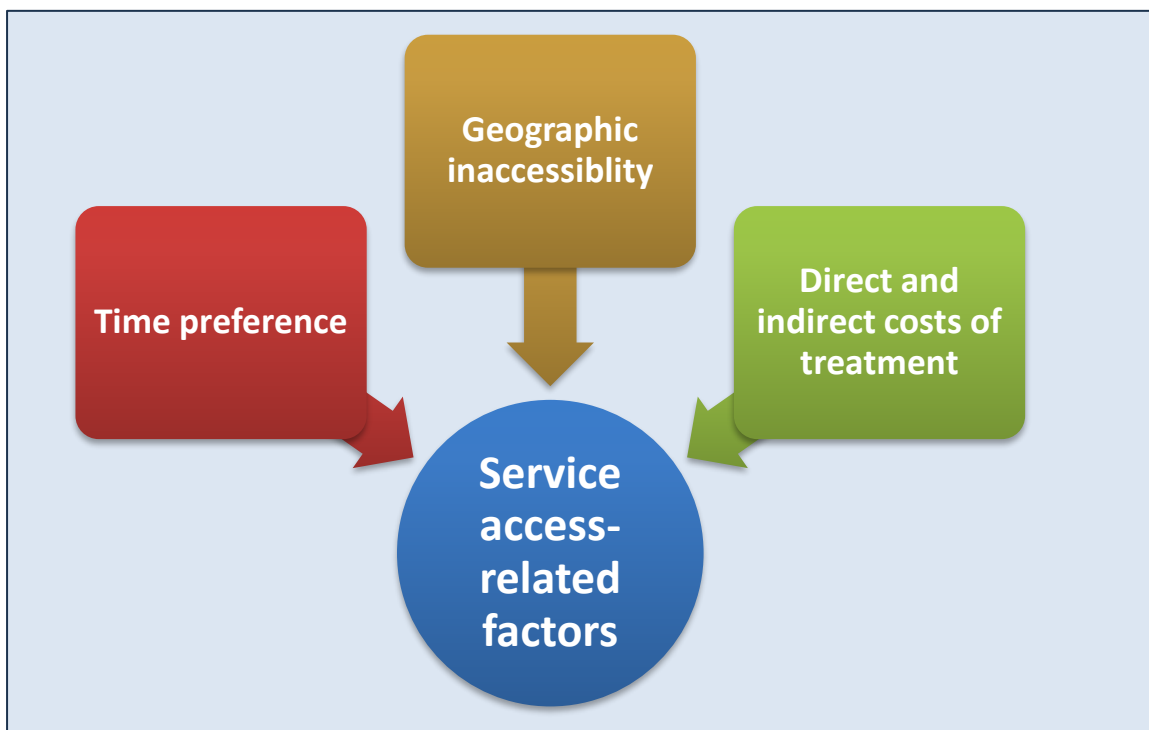 Geographic
inaccessiblity
Time preference
Direct and
indirect costs of
treatment
Service
access-
related
factors